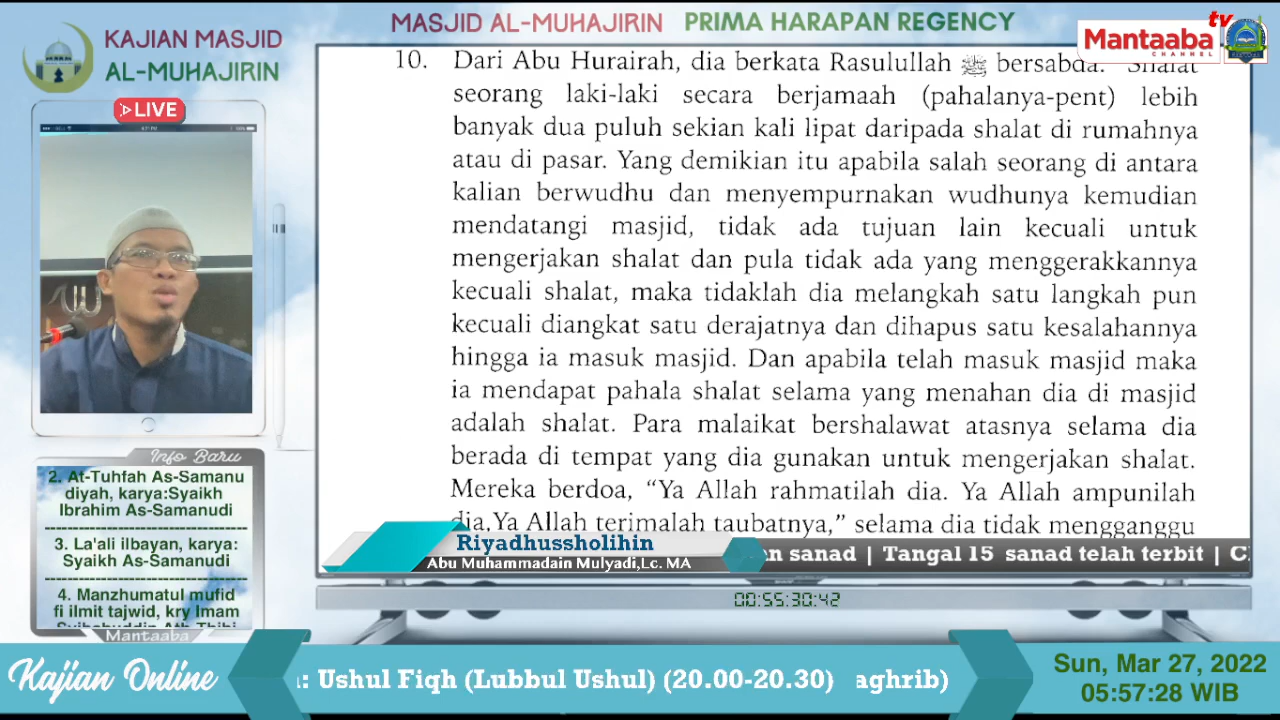 MASJID AL-MUHAJIRIN PRIMA HARAPAN REGENCY
tv
Mantaaba
CHANNEL
KAJIAN MASJID
AL-MUHAJIRIN
LIVE
10. Dari Abu Hurairah, dia berkata Rasulullah ﷺ bersabda: "Shalat
seorang laki-laki secara berjamaah (pahalanya-pent) lebih
banyak dua puluh sekian kali lipat daripada shalat di rumahnya
atau di pasar. Yang demikian itu apabila salah seorang di antara
kalian berwudhu dan menyempurnakan wudhunya kemudian
mendatangi masjid, tidak ada tujuan lain kecuali untuk
mengerjakan shalat dan pula tidak ada yang menggerakkannya
kecuali shalat, maka tidaklah dia melangkah satu langkah pun
kecuali diangkat satu derajatnya dan dihapus satu kesalahannya
hingga ia masuk masjid. Dan apabila telah masuk masjid maka
ia mendapat pahala shalat selama yang menahan dia di masjid
adalah shalat. Para malaikat bershalawat atasnya selama dia
berada di tempat yang dia gunakan untuk mengerjakan shalat.
Mereka berdoa, "Ya Allah rahmatilah dia. Ya Allah ampunilah
dia, Ya Allah terimalah taubatnya," selama dia tidak mengganggu
Info Baru
2. At-Tuhfah As-Samanu
diyah, karya:Syaikh
Ibrahim As-Samanudi
3. La'ali ilbayan, karya:
Syaikh As-Samanudi
4. Manzhumatul mufid
fi ilmit tajwid, kry Imam
Mantaaba
Riyadhussholihin
Abu Muhammadain Mulyadi,Lc. MA
an sanad | Tangal 15 sanad telah terbit | C
00:55:30:42
Kajian Online
: Ushul Fiqh (Lubbul Ushul) (20.00-20.30) aghrib)
Sun, Mar 27, 2022
05:57:28 WIB